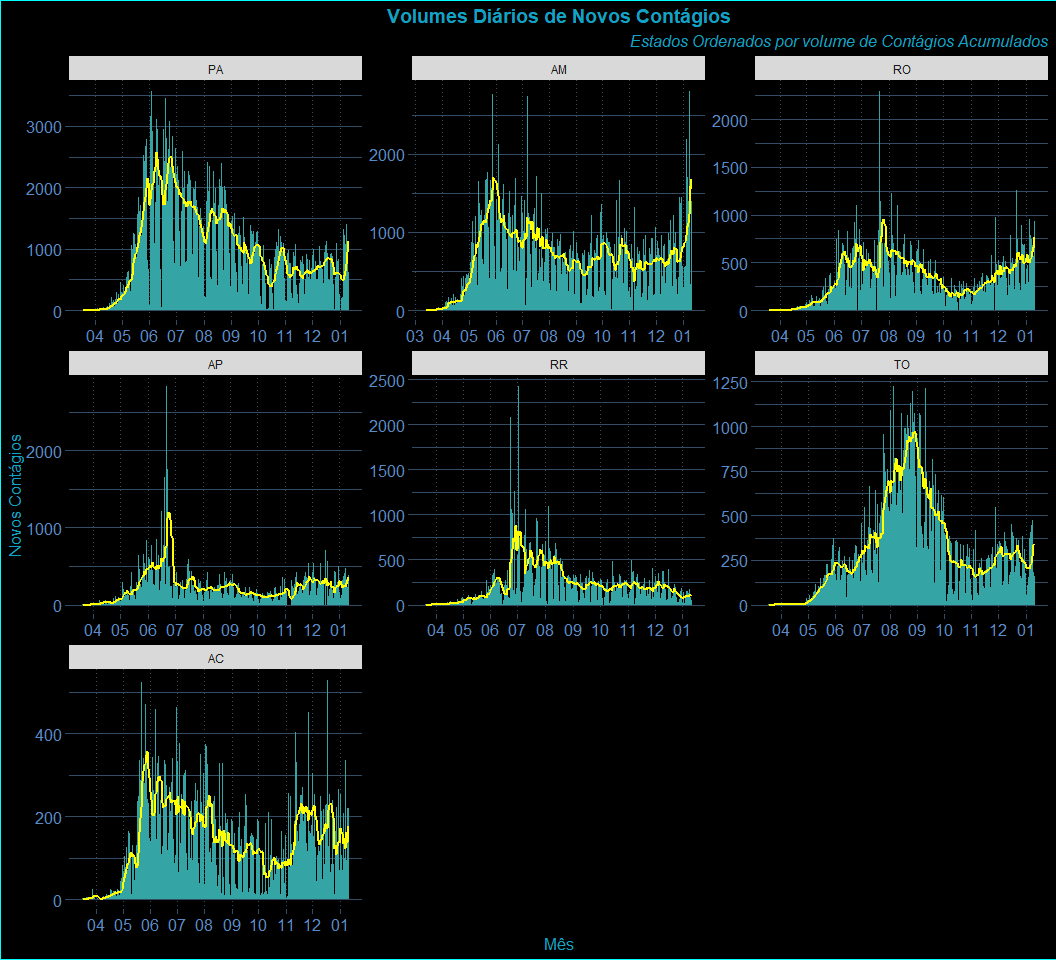 Volumes Diários de Novos Contágios
Estados Ordenados por volume de Contágios Acumulados
PA
AM
RO
3000
2000
1000
0
2000
1000
0
2000
1500
1000
500
0
04 05 06 07 08 09 10 11 12 01
03 04 05 06 07 08 09 10 11 12 01
04 05 06 07 08 09 10 11 12 01
AP
RR
TO
Novos Contágios
2000
1000
0
2500
2000
1500
1000
500
0
1250
1000
750
500
250
0
04 05 06 07 08 09 10 11 12 01
04 05 06 07 08 09 10 11 12 01
04 05 06 07 08 09 10 11 12 01
AC
400
200
0
04 05 06 07 08 09 10 11 12 01
Mês